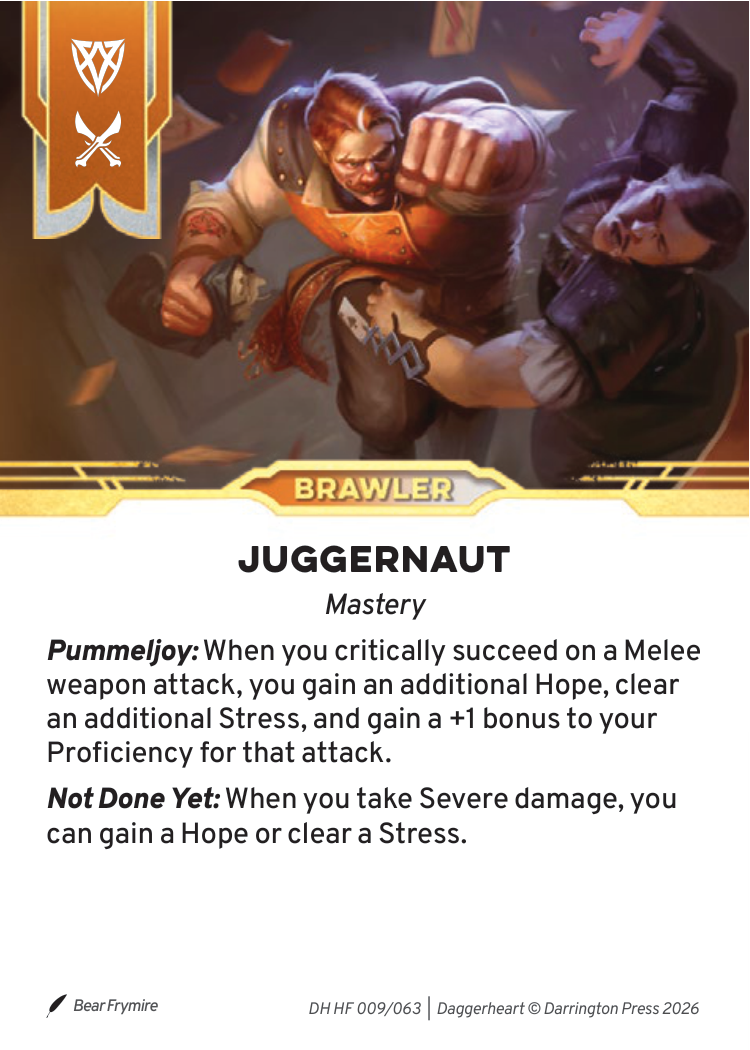 BRAWLER
JUGGERNAUT
Mastery
Pummeljoy: When you critically succeed on a Melee
weapon attack, you gain an additional Hope, clear
an additional Stress, and gain a +1 bonus to your
Proficiency for that attack.
Not Done Yet: When you take Severe damage, you
can gain a Hope or clear a Stress.
Bear Frymire
DH HF 009/063 | Daggerheart © Darrington Press 2026